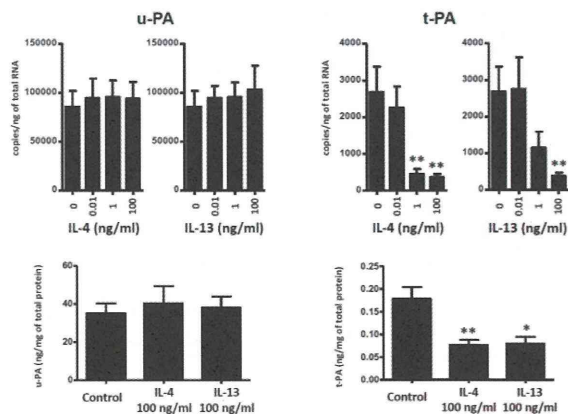 u-PA
t-PA
copies/ng of total RNA
150000
100000
50000
0
0
0.01
1
100
IL-4 (ng/ml)
150000
100000
50000
0
0
0.01
1
100
IL-13 (ng/ml)
copies/ng of total RNA
4000
3000
2000
1000
0
** **
0
0.01
1
100
IL-4 (ng/ml)
4000
3000
2000
1000
0
**
0
0.01
1
100
IL-13 (ng/ml)
u-PA (ng/mg of total protein)
60
40
20
0
Control
IL-4
100 ng/ml
IL-13
100 ng/ml
t-PA (ng/mg of total protein)
0.25
0.20
0.15
0.10
0.05
0.00
** *
Control
IL-4
100 ng/ml
IL-13
100 ng/ml